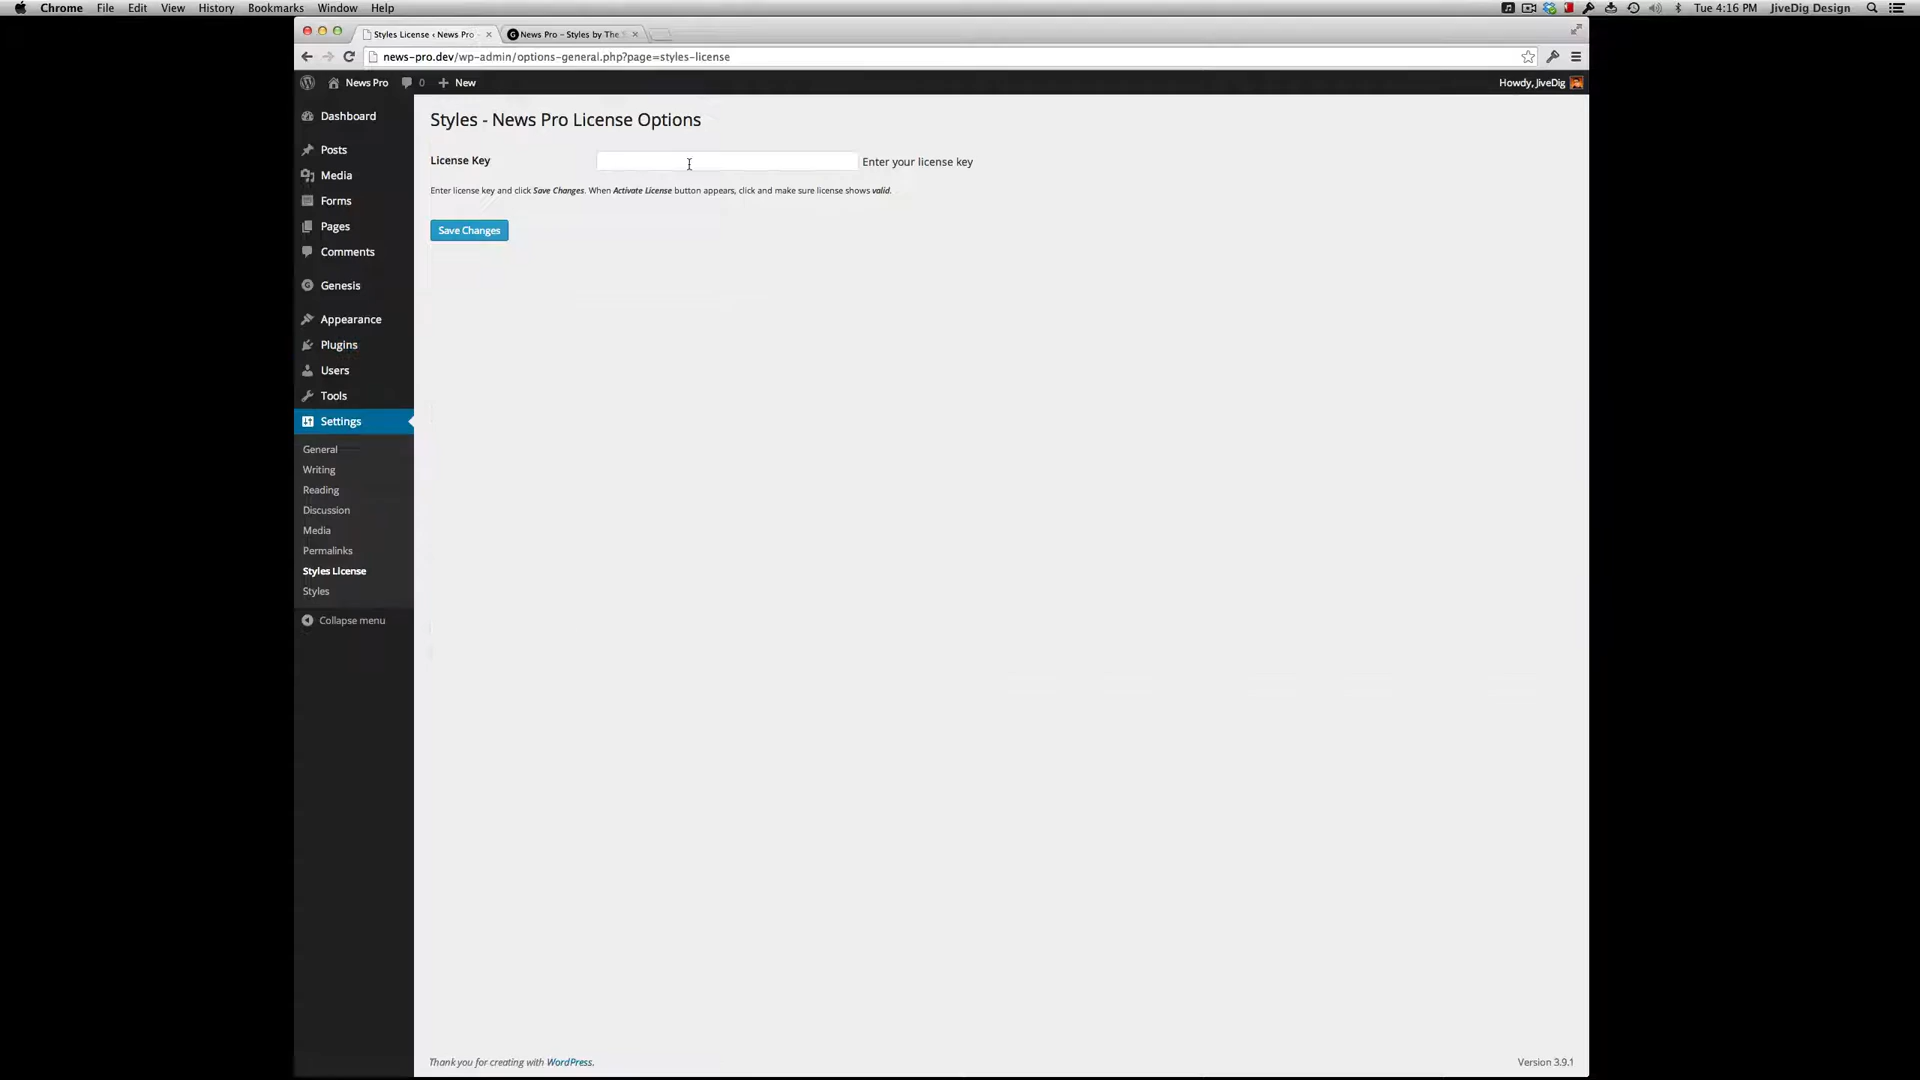 Chrome File Edit View History Bookmarks Window Help Tue 4:16 PM JiveDig Design
Styles License ‹ News Pro News Pro – Styles by The
news-pro.dev/wp-admin/options-general.php?page=styles-license
News Pro 0 New Howdy, JiveDig
Dashboard
Posts
Media
Forms
Pages
Comments
Genesis
Appearance
Plugins
Users
Tools
Settings
General
Writing
Reading
Discussion
Media
Permalinks
Styles License
Styles
Collapse menu
Styles - News Pro License Options
License Key Enter your license key
Enter license key and click Save Changes. When Activate License button appears, click and make sure license shows valid.
Save Changes
Thank you for creating with WordPress. Version 3.9.1